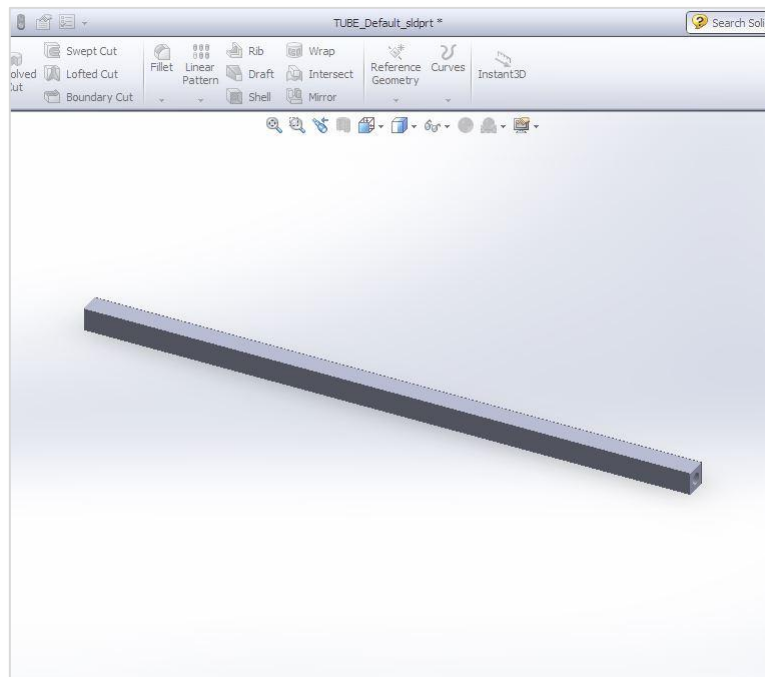 TUBE_Default_sldprt *
Search Soli
Swept Cut
Rib
Wrap
olved
Lofted Cut
Fillet
Linear
Pattern
Draft
Intersect
Reference
Geometry
Curves
Instant3D
Cut
Boundary Cut
Shell
Mirror